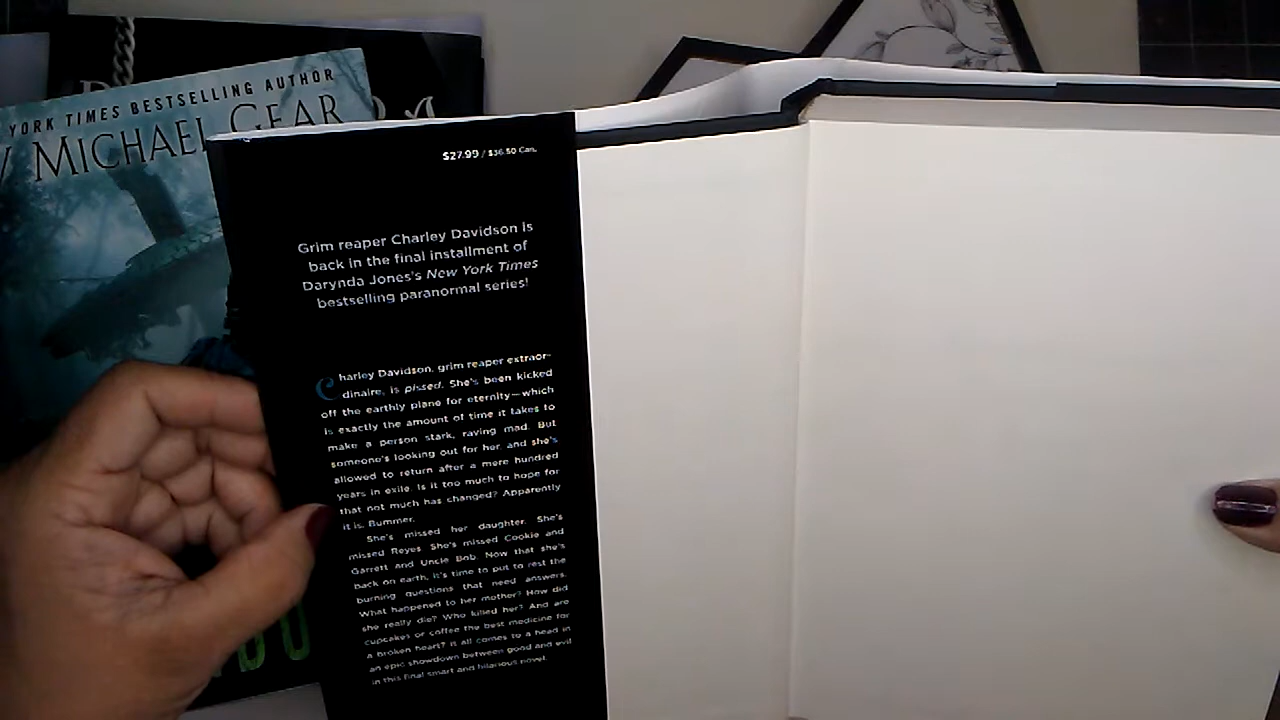 YORK TIMES BESTSELLING AUTHOR
MICHAEL GEAR
$27.99 / $36.50 Can.
Grim reaper Charley Davidson is
back in the final installment of
Darynda Jones's New York Times
bestselling paranormal series!
Charley Davidson, grim reaper extraor-
dinaire, is pissed. She's been kicked
off the earthly plane for eternity—which
is exactly the amount of time it takes to
make a person stark, raving mad. But
someone's looking out for her, and she's
allowed to return after a mere hundred
years in exile. Is it too much to hope for
that not much has changed? Apparently
it is. Bummer.
She's missed her daughter. She's
missed Reyes. She's missed Cookie and
Garrett and Uncle Bob. Now that she's
back on earth, it's time to put to rest the
burning questions that need answers.
What happened to her mother? How did
she really die? Who killed her? And are
cupcakes or coffee the best medicine for
a broken heart? It all comes to a head in
an epic showdown between good and evil
in this final smart and hilarious novel.